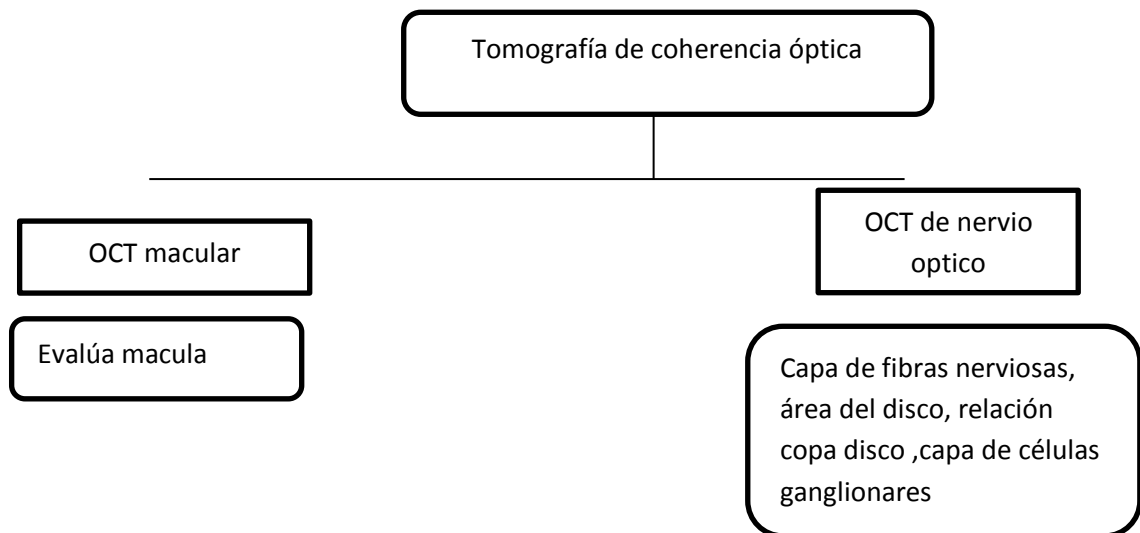 Tomografía de coherencia óptica
OCT macular
Evalúa macula
OCT de nervio
optico
Capa de fibras nerviosas,
área del disco, relación
copa disco ,capa de células
ganglionares